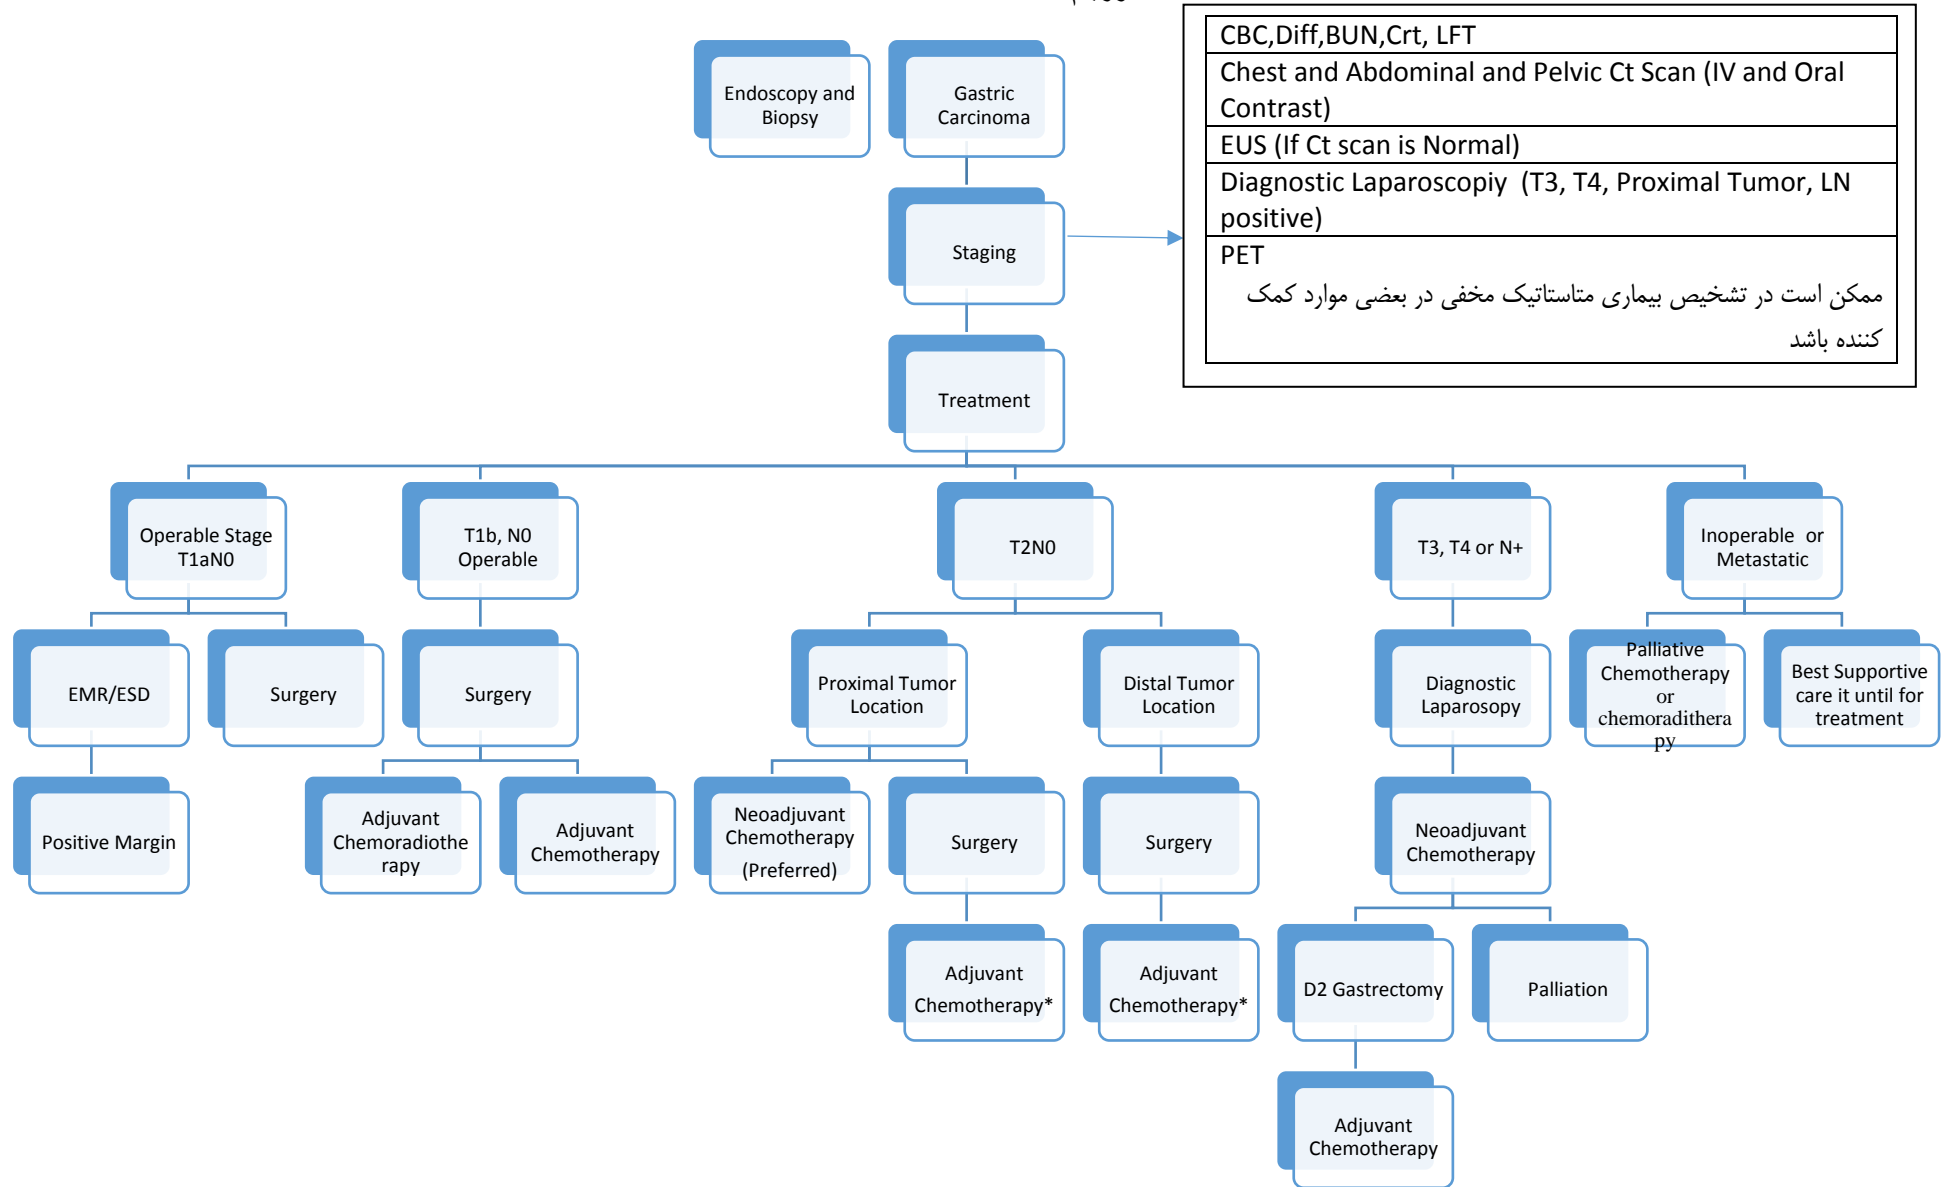 CBC,Diff,BUN,Crt, LFT
Chest and Abdominal and Pelvic Ct Scan (IV and Oral
Contrast)
EUS (If Ct scan is Normal)
Diagnostic Laparoscopiy (T3, T4, Proximal Tumor, LN
positive)
PET
ممکن است در تشخیص بیماری متاستاتیک مخفی در بعضی موارد کمک
کننده باشد
Endoscopy and
Biopsy
Gastric
Carcinoma
Staging
Treatment
Operable Stage
T1aN0
T1b, N0
Operable
T2N0
T3, T4 or N+
Inoperable or
Metastatic
EMR/ESD
Surgery
Surgery
Proximal Tumor
Location
Distal Tumor
Location
Diagnostic
Laparosopy
Palliative
Chemotherapy
or
chemoradithera
py
Best Supportive
care it until for
treatment
Positive Margin
Adjuvant
Chemoradiothe
rapy
Adjuvant
Chemotherapy
Neoadjuvant
Chemotherapy
(Preferred)
Surgery
Surgery
Neoadjuvant
Chemotherapy
Adjuvant
Chemotherapy*
Adjuvant
Chemotherapy*
D2 Gastrectomy
Palliation
Adjuvant
Chemotherapy